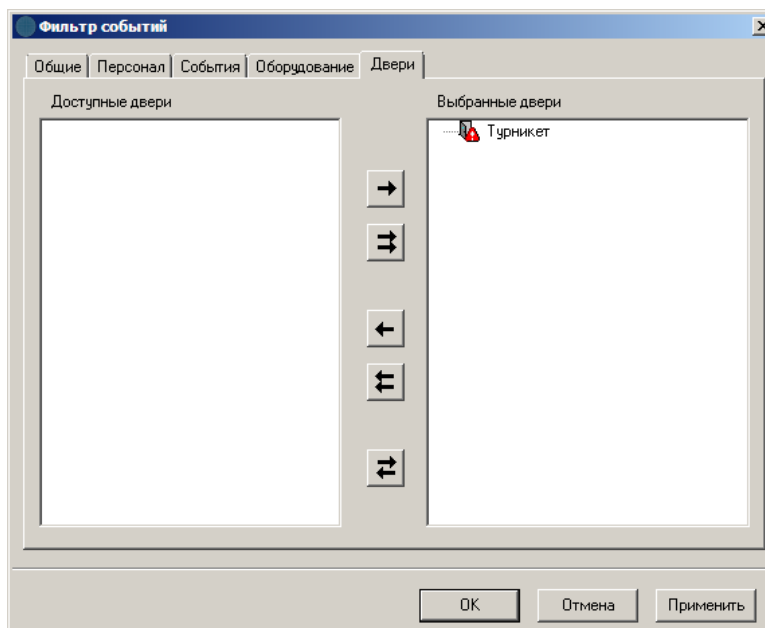 Фильтр событий
Общие Персонал События Оборудование Двери
Доступные двери Выбранные двери
Турникет
OK Отмена Применить